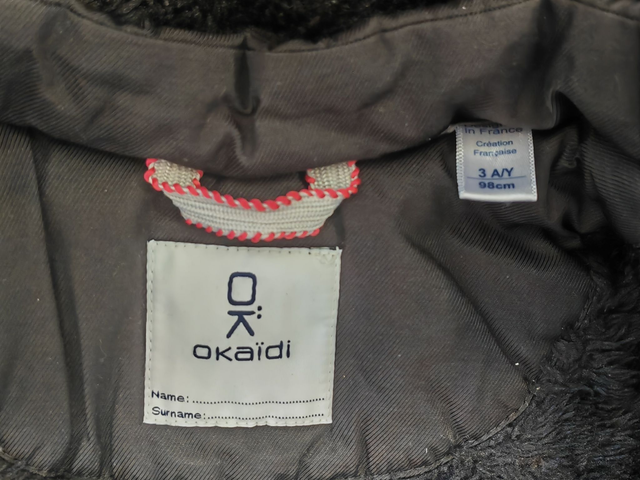 in France
Création
Française
3 A/Y
98cm
OK
OKaïdi
Name:
Surname: